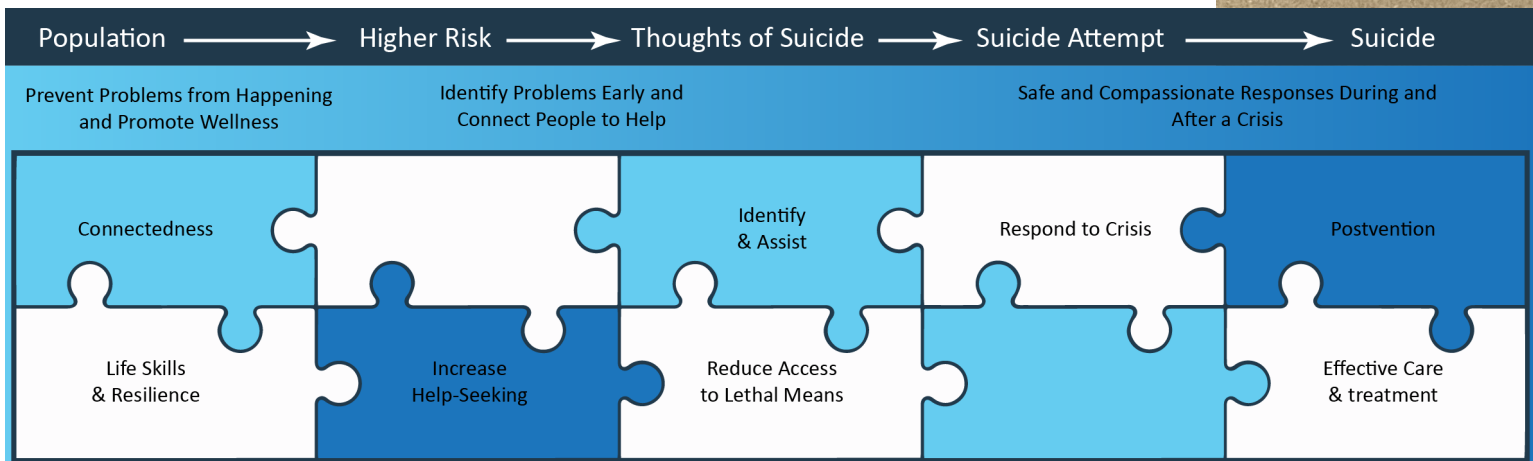 Population Higher Risk Thoughts of Suicide Suicide Attempt Suicide
Prevent Problems from Happening
and Promote Wellness
Identify Problems Early and
Connect People to Help
Safe and Compassionate Responses During and
After a Crisis
Connectedness
Identify
& Assist
Respond to Crisis
Postvention
Life Skills
& Resilience
Increase
Help-Seeking
Reduce Access
to Lethal Means
Effective Care
& treatment